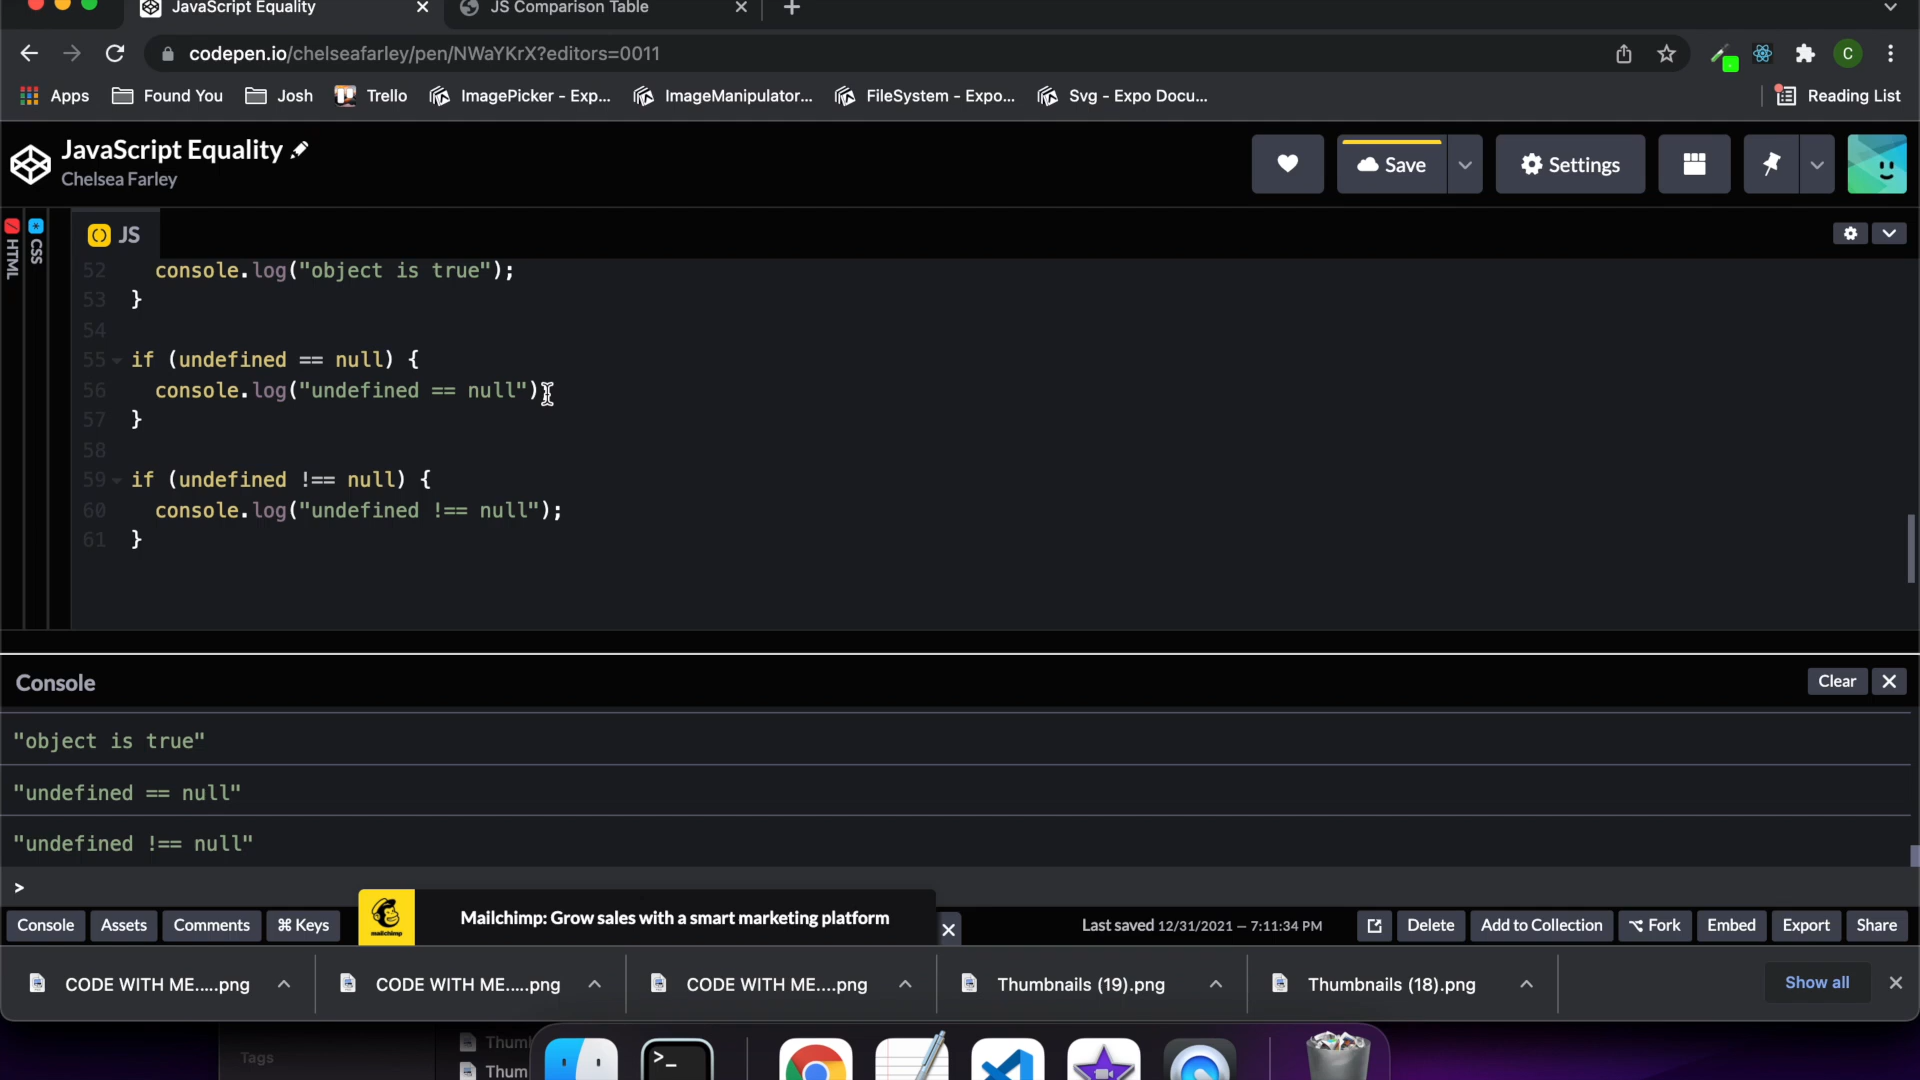 JavaScript Equality
JS Comparison Table
codepen.io/chelseafarley/pen/NWaYKrX?editors=0011
C
Apps
Found You
Josh
Trello
ImagePicker - Exp...
ImageManipulator...
FileSystem - Expo...
Svg - Expo Docu...
Reading List
JavaScript Equality
Chelsea Farley
Save
Settings
HTML
CSS
JS
52 console.log("object is true");
53 }
54
55 if (undefined == null) {
56 console.log("undefined == null")
57 }
58
59 if (undefined !== null) {
60 console.log("undefined !== null");
61 }
Console
Clear
"object is true"
"undefined == null"
"undefined !== null"
>
Console
Assets
Comments
⌘ Keys
mailchimp
Mailchimp: Grow sales with a smart marketing platform
Last saved 12/31/2021 — 7:11:34 PM
Delete
Add to Collection
Fork
Embed
Export
Share
CODE WITH ME.....png
CODE WITH ME.....png
CODE WITH ME....png
Thumbnails (19).png
Thumbnails (18).png
Show all
Tags
Thum